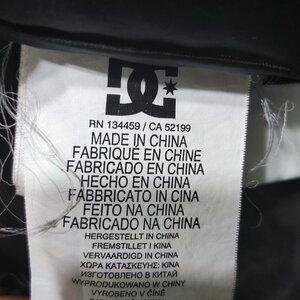 DC
RN 134459 / CA 52199
MADE IN CHINA
FABRIQUÉ EN CHINE
FABRICADO EN CHINA
HECHO EN CHINA
FABBRICATO IN CINA
FEITO NA CHINA
FABRICADO NA CHINA
HERGESTELLT IN CHINA
FREMSTILLET I KINA
VERVAARDIGD IN CHINA
ΧΩΡΑ ΚΑΤΑΣΚΕΥΗΣ: ΚΙΝΑ
ИЗГОТОВЛЕНО В КИТАЙ
WYPRODUKOWANO W CHINACH
VYROBENO V ČÍNĚ